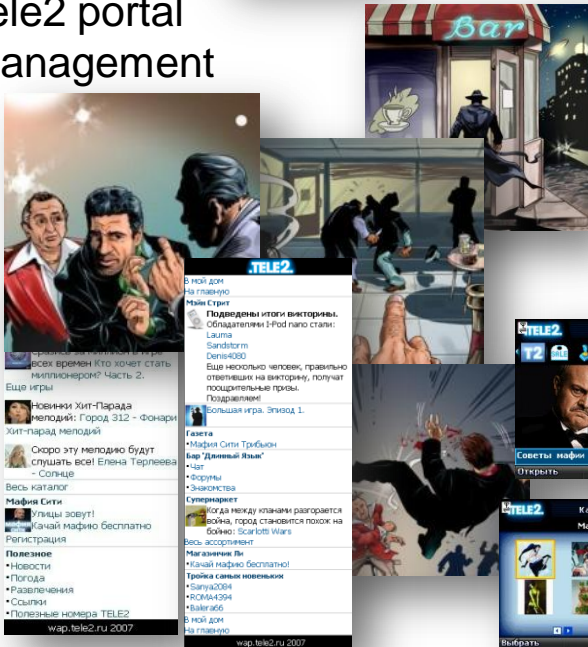 ele2 portal
anagement
Bar
всех времен Кто хочет стать
миллионером? Часть 2.
Еще игры
Новинки Хит-Парада
мелодий: Город 312 - Фонари
Хит-парад мелодий
Скоро эту мелодию будут
слушать все! Елена Терлеева
- Солнце
Весь каталог
Мафия Сити
Улицы зовут!
Качай мафию бесплатно
Регистрация
Полезное
•Новости
•Погода
•Развлечения
•Ссылки
•Полезные номера TELE2
wap.tele2.ru 2007
.TELE2.
В мой дом
На главную
Мэйн Стрит
Подведены итоги викторины.
Обладателями I-Pod nano стали:
Lauma
Sandstorm
Denis4080
Еще несколько человек, правильно
ответивших на викторину, получат
поощрительные призы.
Поздравляем!
Большая игра. Эпизод 1.
Газета
•Мафия Сити Трибьюн
Бар 'Длинный Язык'
•Чат
•Форумы
•Знакомства
Супермаркет
Когда между кланами разгорается
война, город становится похож на
бойню: Scarlotti Wars
Весь ассортимент
Магазинчик Ли
•Качай мафию бесплатно!
Тройка самых новеньких
•Sanya2084
•ROMA4394
•Balera66
В мой дом
На главную
wap.tele2.ru 2007
TELE2.
T2
SALE
Советы мафии
Открыть
TELE2.
Ка
Ма
Выбрать